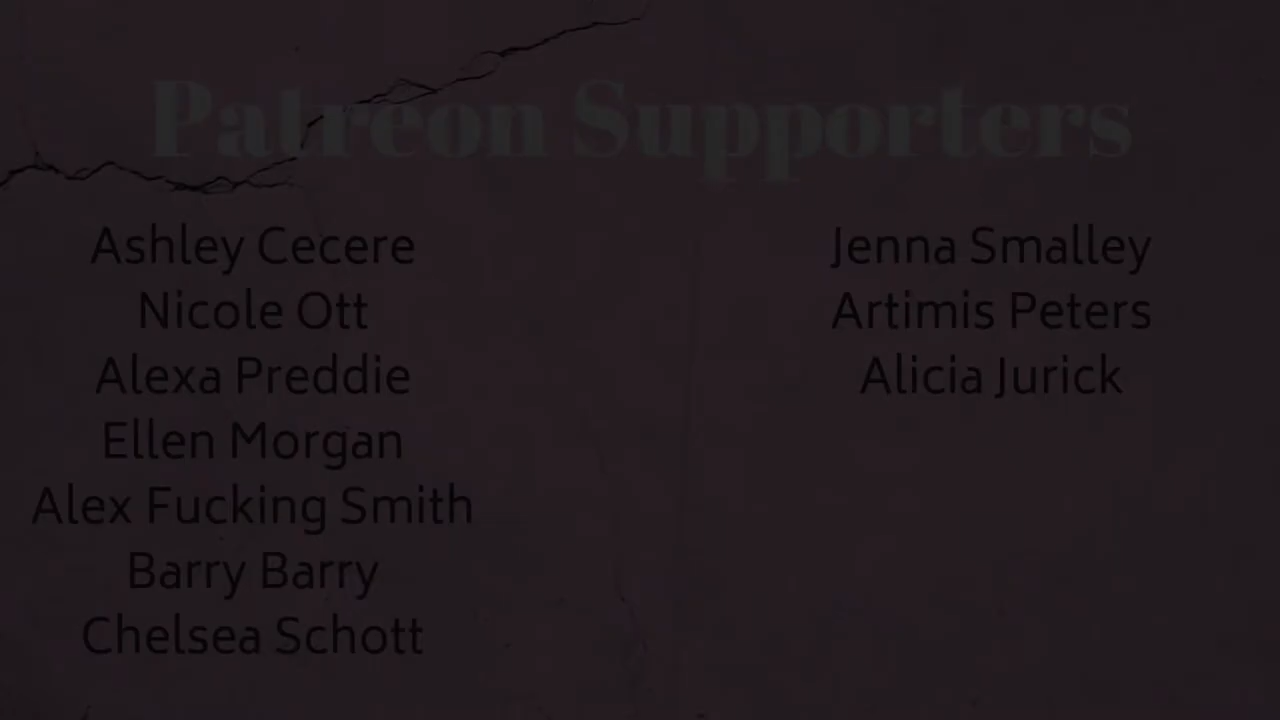 Patreon Supporters
Ashley Cecere
Nicole Ott
Alexa Preddie
Ellen Morgan
Alex Fucking Smith
Barry Barry
Chelsea Schott
Jenna Smalley
Artimis Peters
Alicia Jurick